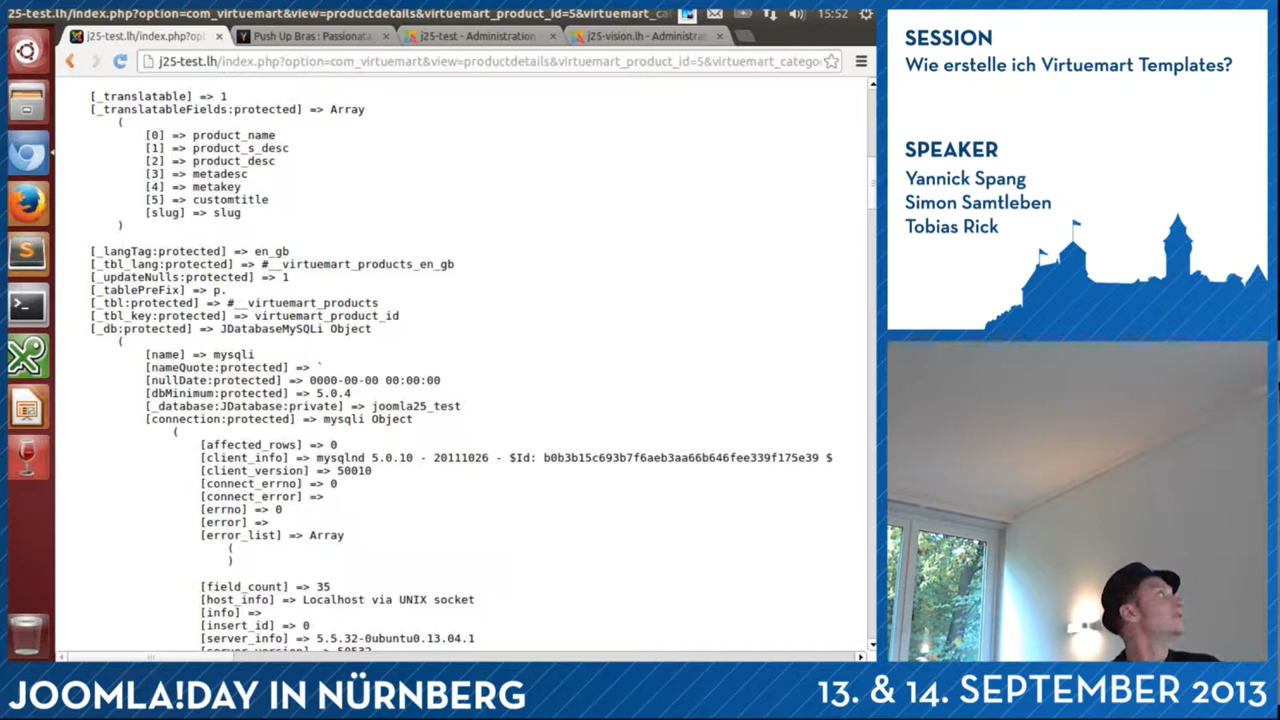 25-test.lh/index.php?option=com_virtuemart&view=productdetails&virtuemart_product_id=5&virtuemart_ca
15:52
j25-test.lh/index.php?opti
Push Up Bras : Passionata
j25-test - Administration
j25-vision.lh - Administra
j25-test.lh/index.php?option=com_virtuemart&view=productdetails&virtuemart_product_id=5&virtuemart_catego
[_translatable] => 1
[_translatableFields:protected] => Array
(
[0] => product_name
[1] => product_s_desc
[2] => product_desc
[3] => metadesc
[4] => metakey
[5] => customtitle
[slug] => slug
)
[_langTag:protected] => en_gb
[_tbl_lang:protected] => #__virtuemart_products_en_gb
[_updateNulls:protected] => 1
[_tablePreFix] => p.
[_tbl:protected] => #__virtuemart_products
[_tbl_key:protected] => virtuemart_product_id
[_db:protected] => JDatabaseMySQLi Object
(
[name] => mysqli
[nameQuote:protected] => `
[nullDate:protected] => 0000-00-00 00:00:00
[dbMinimum:protected] => 5.0.4
[_database:JDatabase:private] => joomla25_test
[connection:protected] => mysqli Object
(
[affected_rows] => 0
[client_info] => mysqlnd 5.0.10 - 20111026 - $Id: b0b3b15c693b7f6aeb3aa66b646fee339f175e39 $
[client_version] => 50010
[connect_errno] => 0
[connect_error] =>
[errno] => 0
[error] =>
[error_list] => Array
(
)
[field_count] => 35
[host_info] => Localhost via UNIX socket
[info] =>
[insert_id] => 0
[server_info] => 5.5.32-0ubuntu0.13.04.1
[server_version] => 50532
SESSION
Wie erstelle ich Virtuemart Templates?
SPEAKER
Yannick Spang
Simon Samtleben
Tobias Rick
JOOMLA!DAY IN NÜRNBERG
13. & 14. SEPTEMBER 2013